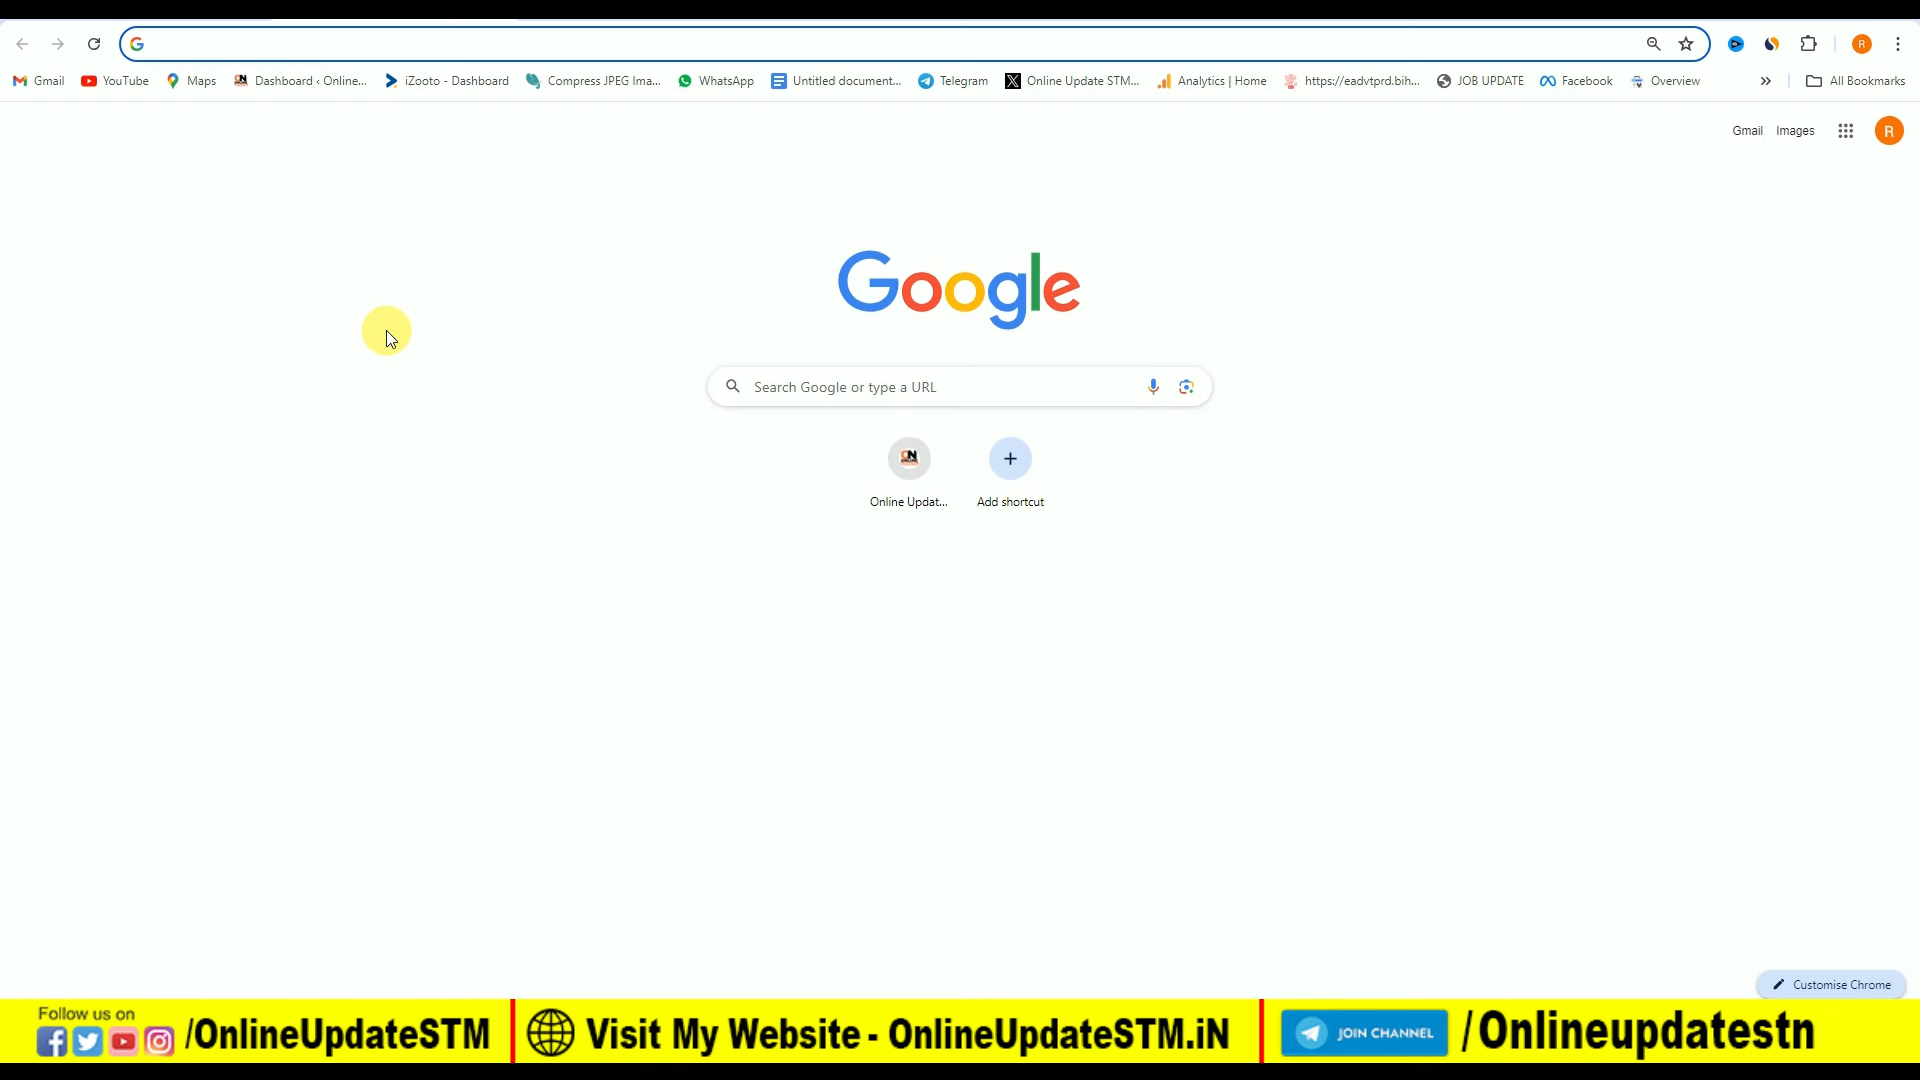 Gmail YouTube Maps Dashboard ‹ Online... iZooto - Dashboard Compress JPEG Ima... WhatsApp Untitled document... Telegram Online Update STM... Analytics | Home https://eadvtprd.bih... JOB UPDATE Facebook Overview » All Bookmarks
Gmail Images R
Google
Search Google or type a URL
Online Updat... Add shortcut
Customise Chrome
Follow us on
/OnlineUpdateSTM Visit My Website - OnlineUpdateSTM.iN JOIN CHANNEL /Onlineupdatestn